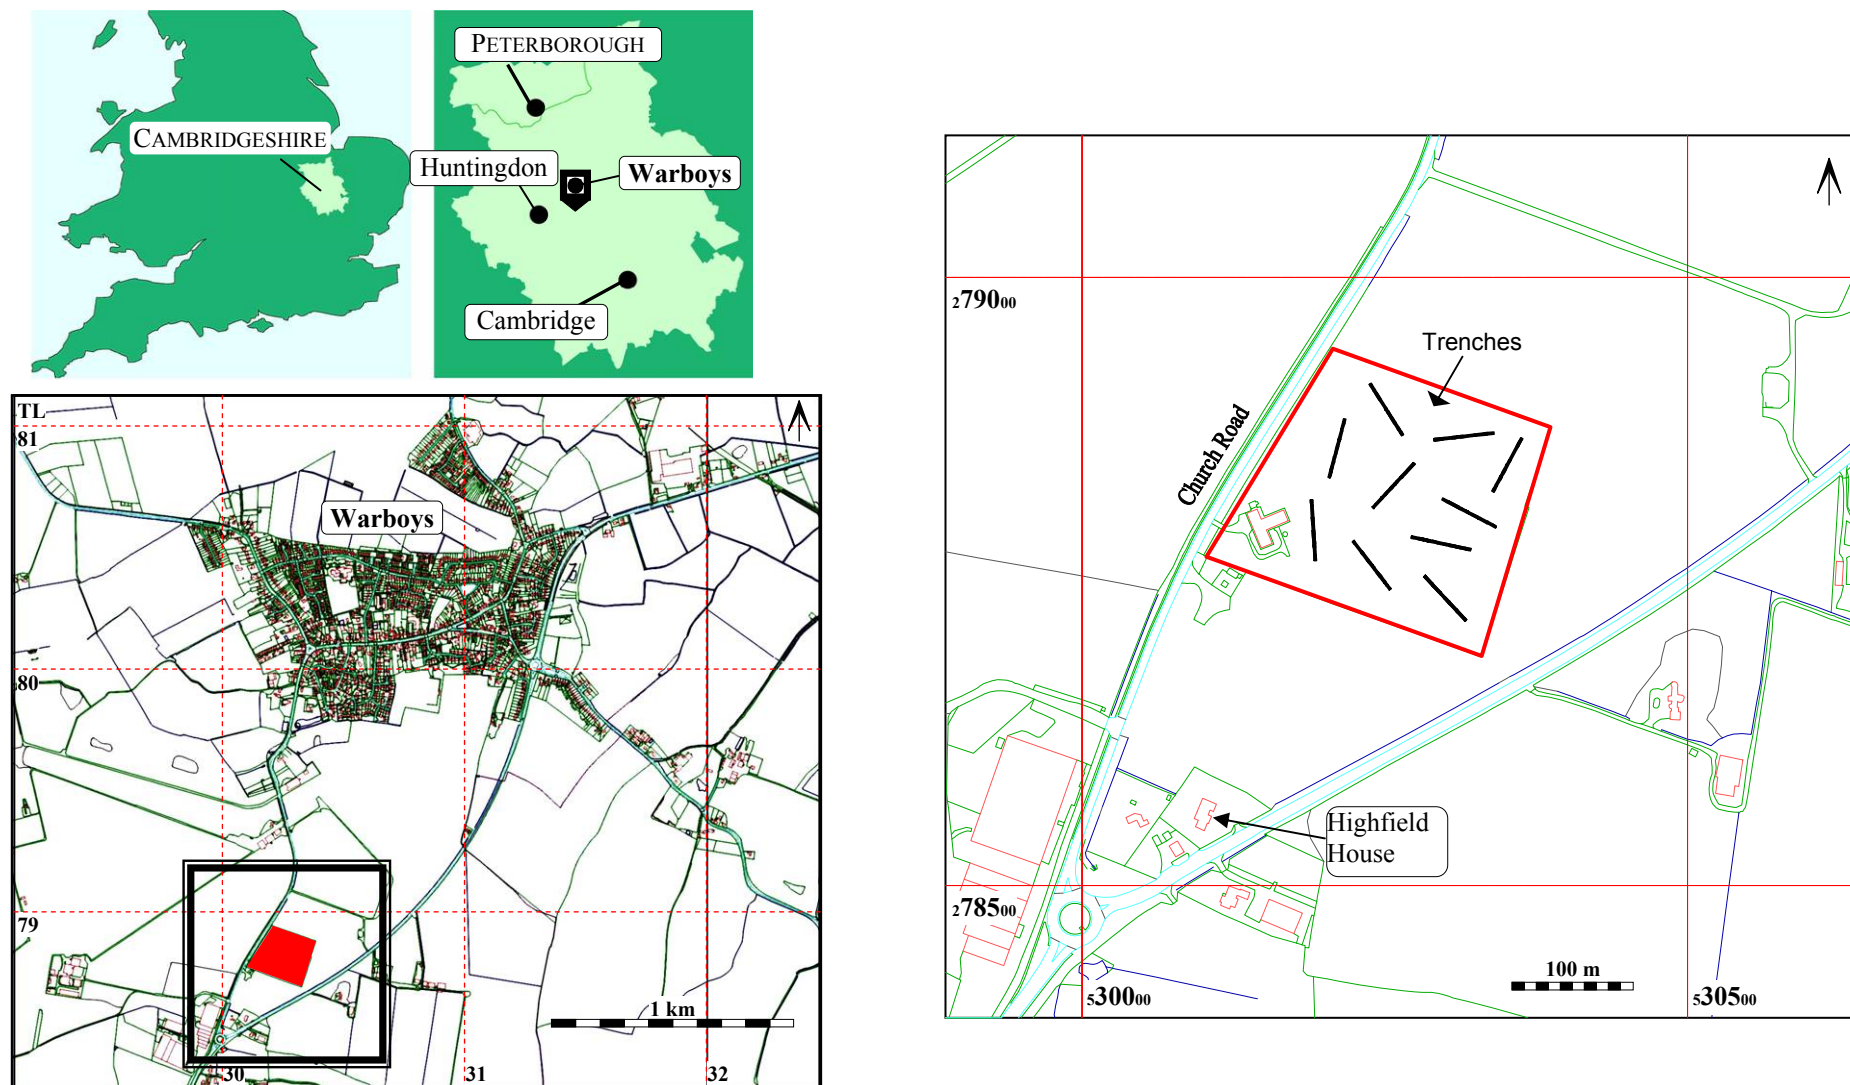 PETERBOROUGH
CAMBRIDGESHIRE
Huntingdon
Warboys
Cambridge
TL
81
Warboys
80
79
1 km
30
31
32
279000
Trenches
Church Road
Highfield
House
278500
100 m
530000
530500